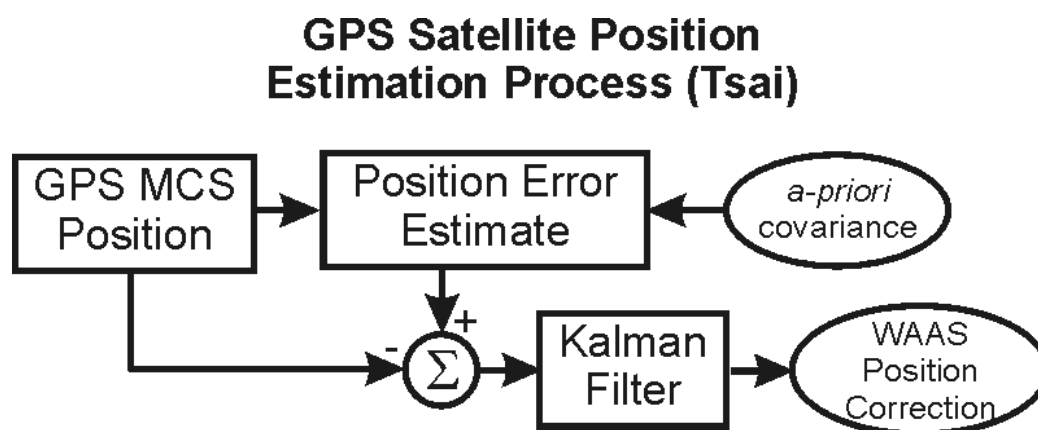 GPS Satellite Position
Estimation Process (Tsai)
GPS MCS
Position
Position Error
Estimate
a-priori
covariance
+
-
Σ
Kalman
Filter
WAAS
Position
Correction